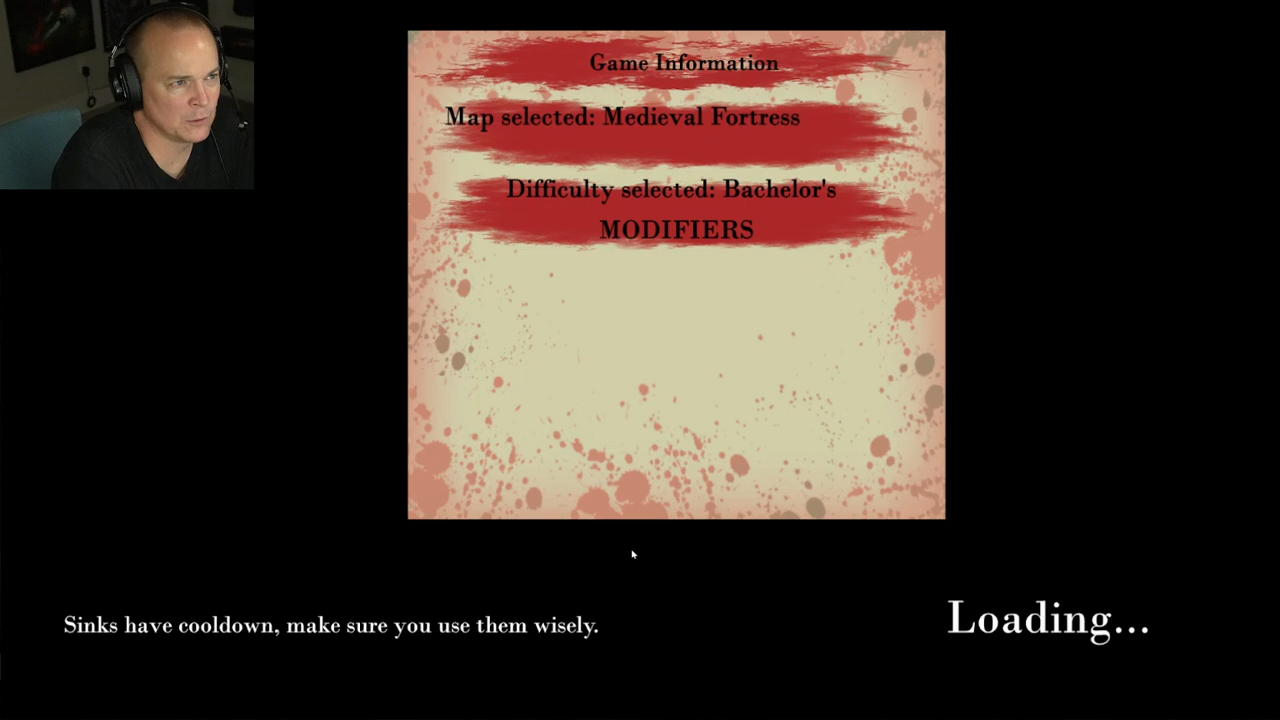 Game Information
Map selected: Medieval Fortress
Difficulty selected: Bachelor's
MODIFIERS
Sinks have cooldown, make sure you use them wisely.
Loading...